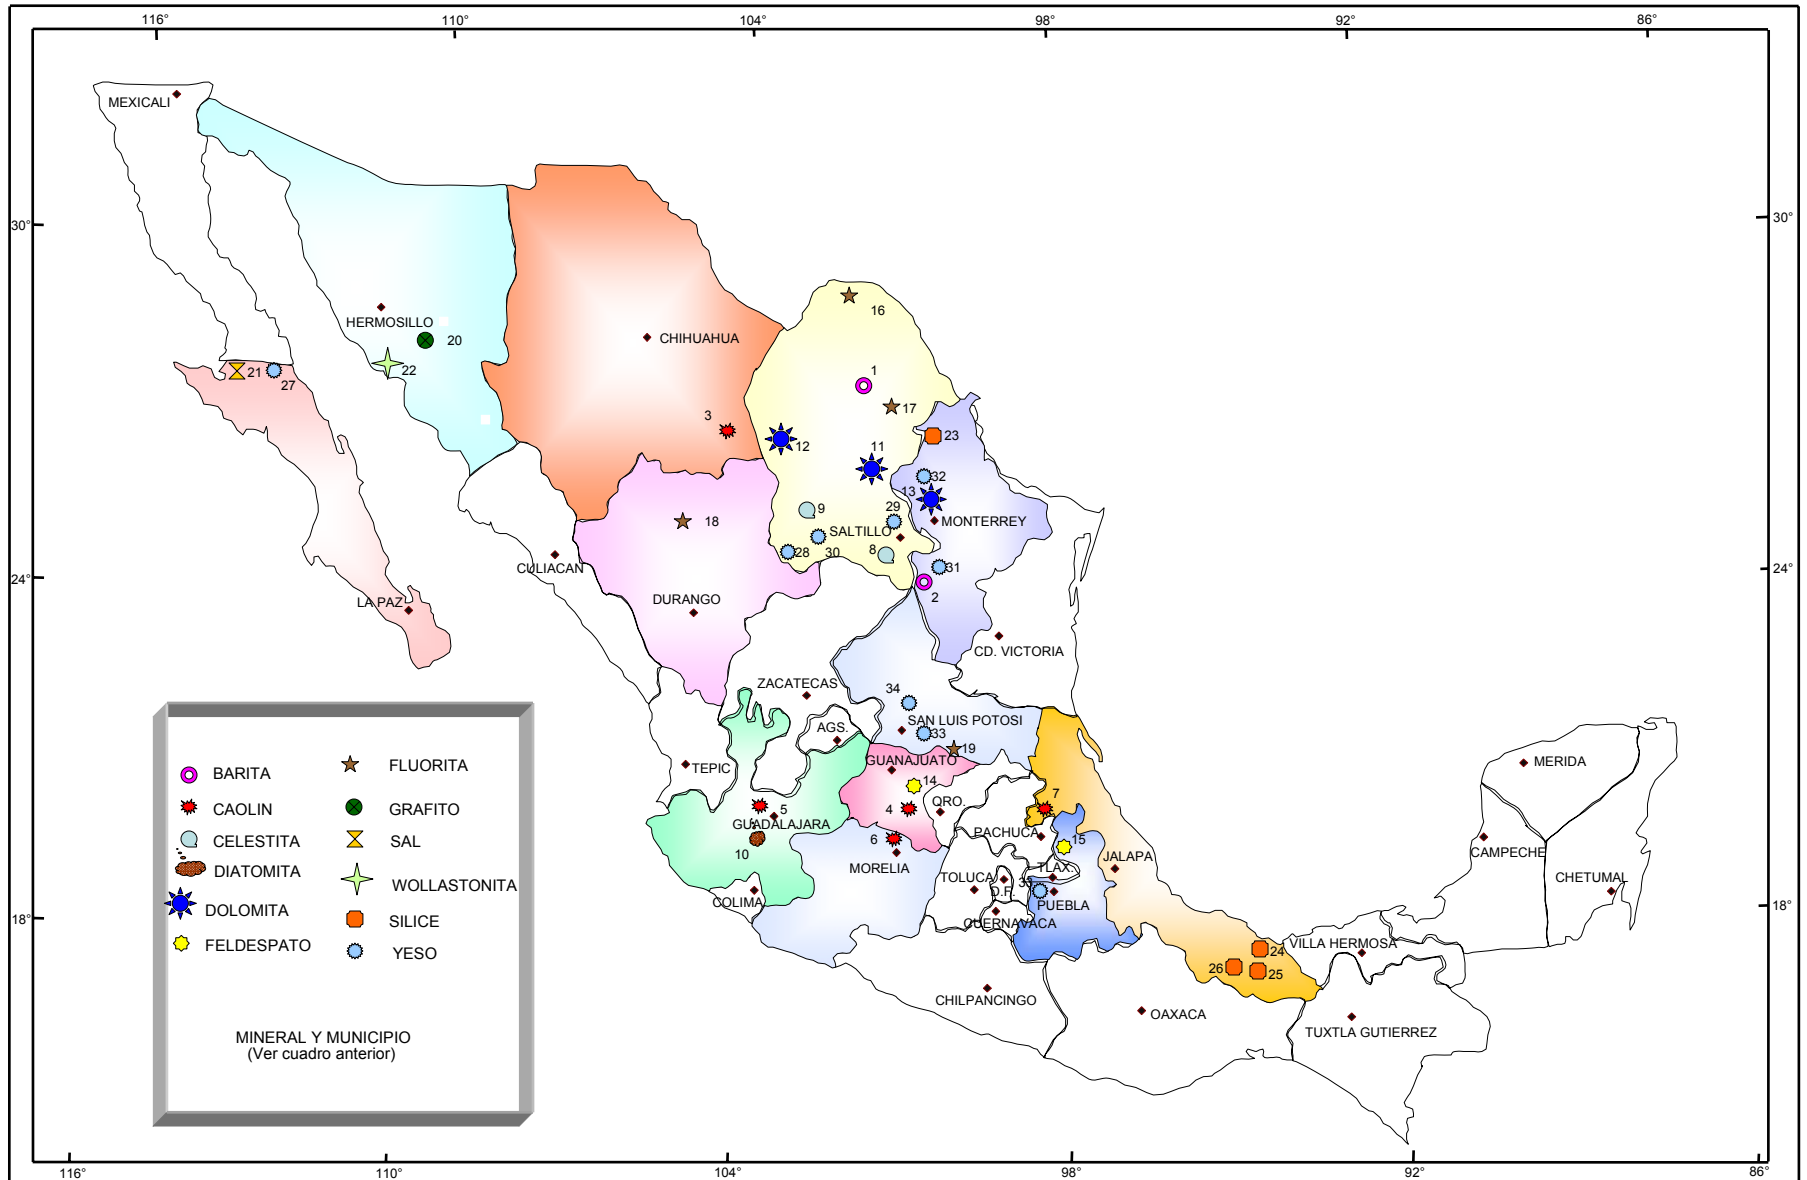 116° 110° 104 98° 92° 86°
MEXICALI
30° 30°
16
HERMOSILLO 20 CHIHUAHUA
21 27 22 1
17
3 12 11 23
32
13
9 29
18 SALTILLO MONTERREY
28 30 8
CULIACAN 31
24° 24°
LA PAZ DURANGO 2
CD. VICTORIA
ZACATECAS 34
AGS. SAN LUIS POTOSI
33
19
TEPIC GUANAJUATO MERIDA
14
5 4 QRO. 7
GUADALAJARA PACHUCA
6 15
10 MORELIA JALAPA CAMPECHE
TOLUCA TLAX. CHETUMAL
D.F.
COLIMA PUEBLA
18° CUERNAVACA 18°
VILLA HERMOSA
24
26 25
CHILPANCINGO
OAXACA
TUXTLA GUTIERREZ
BARITA FLUORITA
CAOLIN GRAFITO
CELESTITA SAL
DIATOMITA WOLLASTONITA
DOLOMITA SILICE
FELDESPATO YESO
MINERAL Y MUNICIPIO
(Ver cuadro anterior)
116° 110° 104 98° 92° 86°